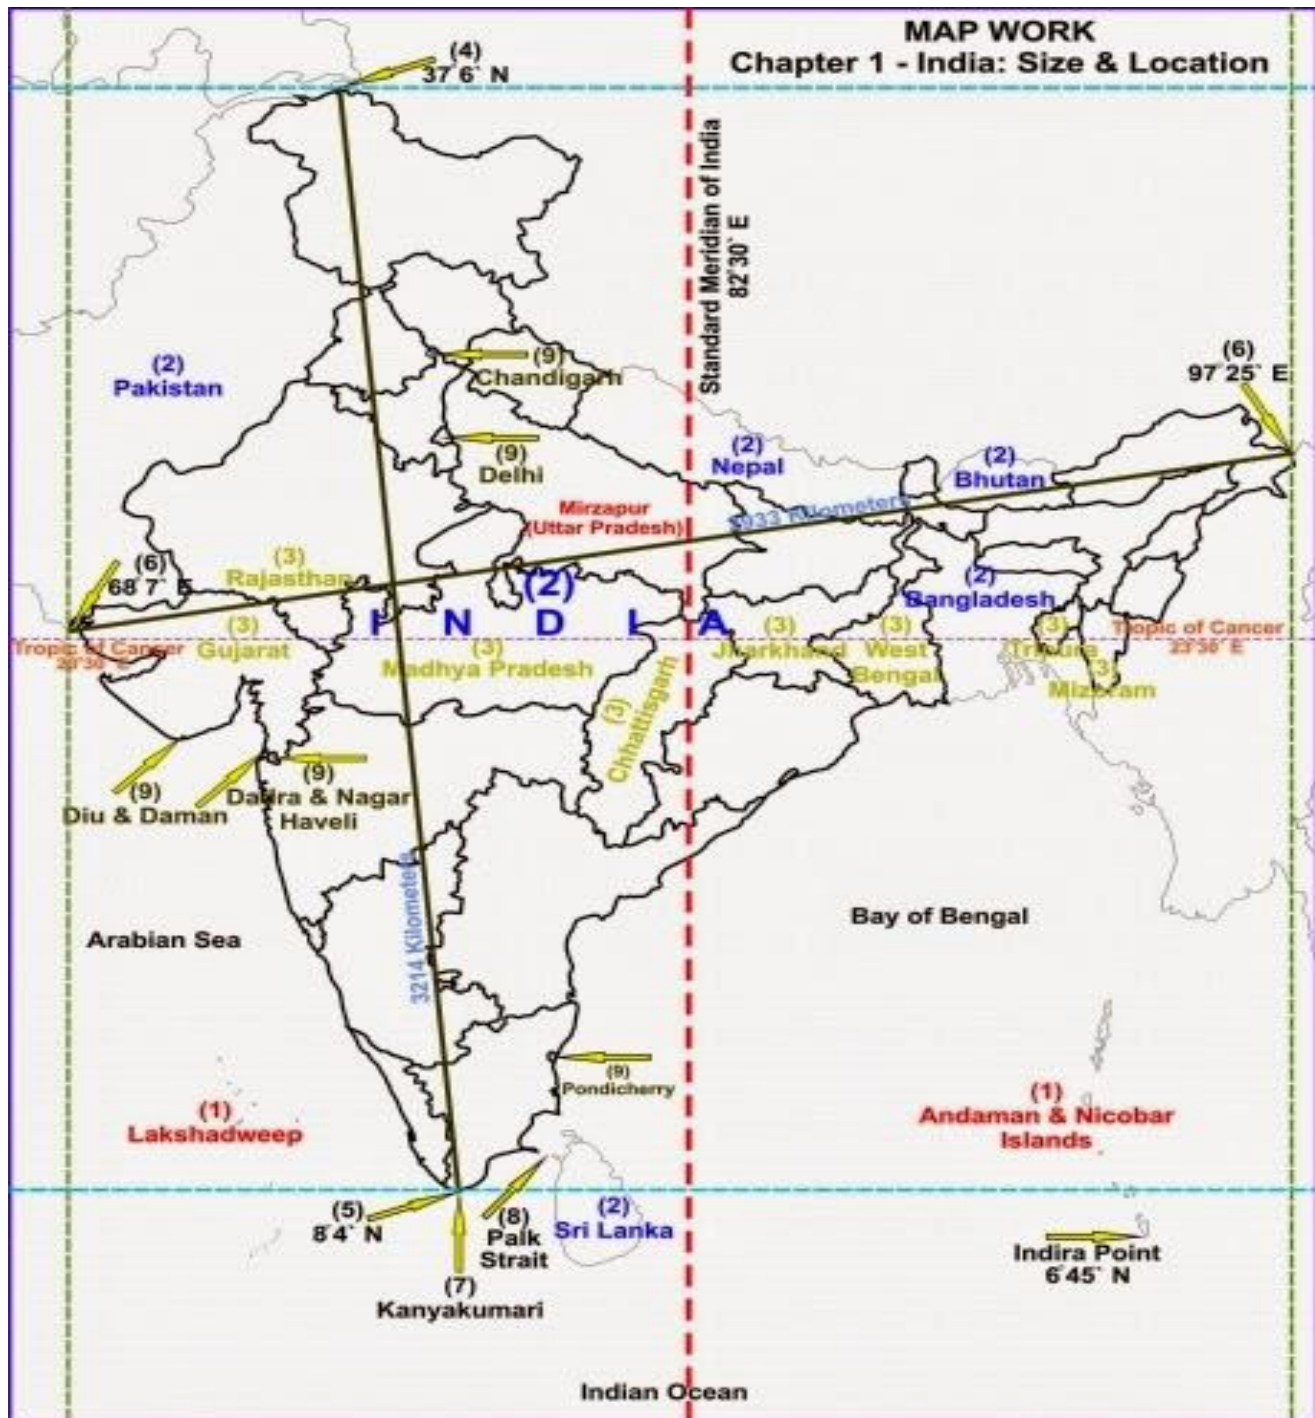 MAP WORK
Chapter 1 - India: Size & Location
(4)
37°6` N
Standard Meridian of India
82°30` E
(2)
Pakistan
(9)
Chandigarh
(6)
97°25` E
(9)
Delhi
(2)
Nepal
(2)
Bhutan
Mirzapur
(Uttar Pradesh)
3933 Kilometers
(6)
68°7` E
(3)
Rajasthan
(2)
I N D I A
(2)
Bangladesh
Tropic of Cancer
(3)
Gujarat
(3)
Madhya Pradesh
(3)
Jharkhand
(3)
West
Bengal
(3)
Tripura
(3)
Mizoram
Tropic of Cancer
23°30` E
(3)
Chhattisgarh
(9)
Diu & Daman
(9)
Dadra & Nagar
Haveli
3214 Kilometers
Arabian Sea
Bay of Bengal
(9)
Pondicherry
(1)
Lakshadweep
(1)
Andaman & Nicobar
Islands
(5)
8°4` N
(8)
Palk
Strait
(2)
Sri Lanka
Indira Point
6°45` N
(7)
Kanyakumari
Indian Ocean